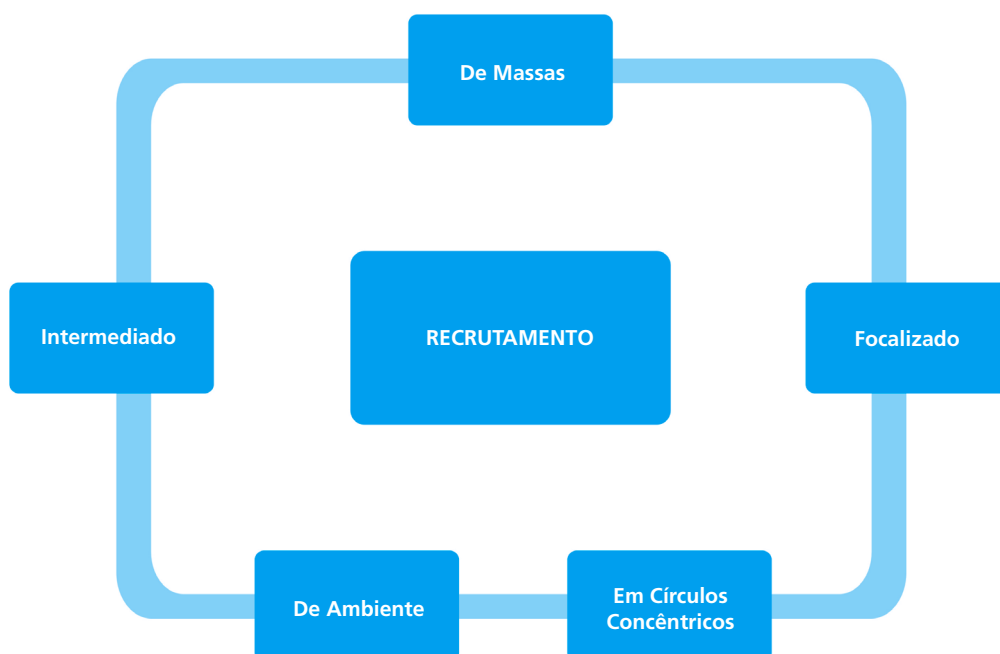 De Massas
Intermediado
RECRUTAMENTO
Focalizado
De Ambiente
Em Círculos
Concêntricos